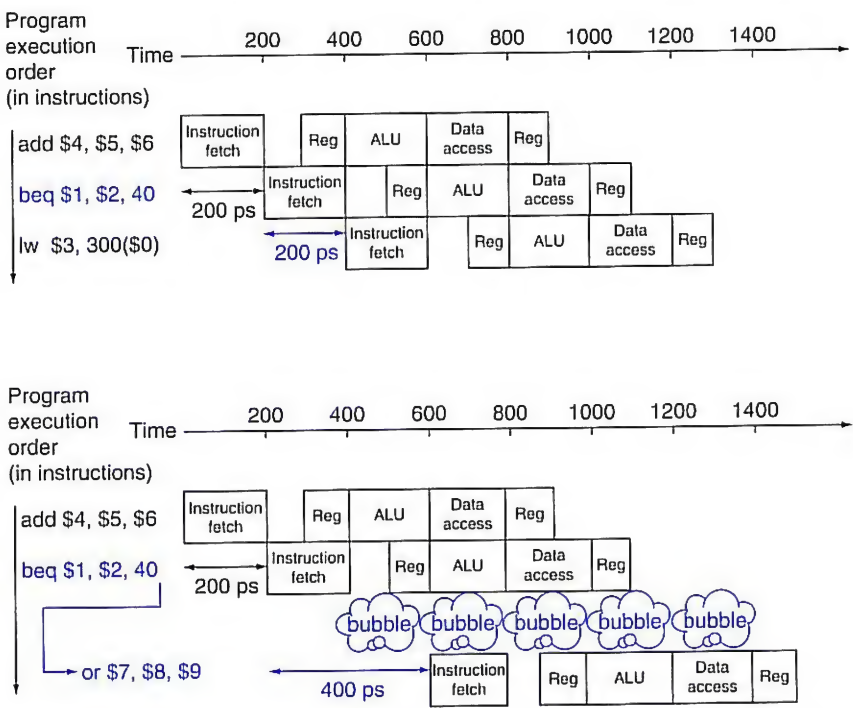 Program
execution
order
(in instructions)
Time
200 400 600 800 1000 1200 1400
add $4, $5, $6
Instruction
fetch
Reg
ALU
Data
access
Reg
beq $1, $2, 40
200 ps
Instruction
fetch
Reg
ALU
Data
access
Reg
lw $3, 300($0)
200 ps
Instruction
fetch
Reg
ALU
Data
access
Reg
Program
execution
order
(in instructions)
Time
200 400 600 800 1000 1200 1400
add $4, $5, $6
Instruction
fetch
Reg
ALU
Data
access
Reg
beq $1, $2, 40
200 ps
Instruction
fetch
Reg
ALU
Data
access
Reg
bubble bubble bubble bubble bubble
or $7, $8, $9
400 ps
Instruction
fetch
Reg
ALU
Data
access
Reg